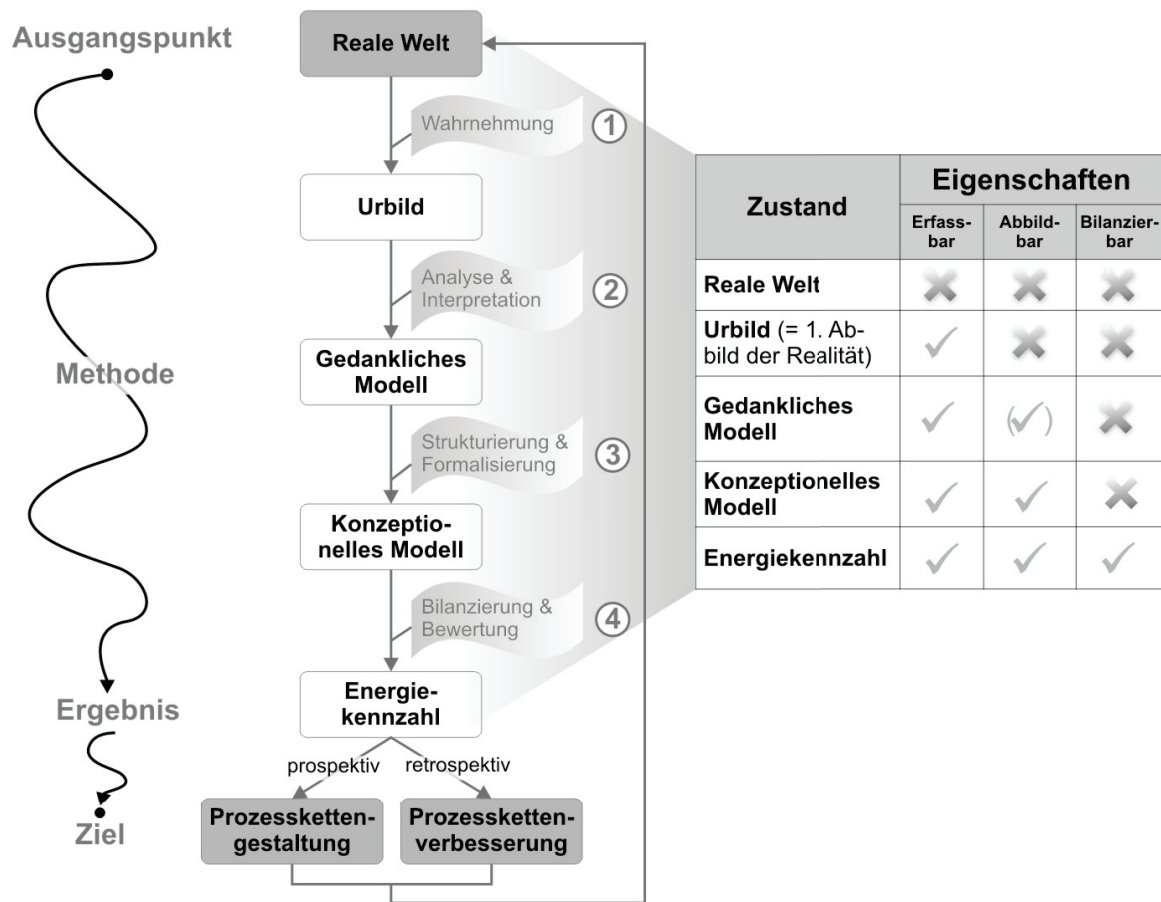 Ausgangspunkt
Methode
Ergebnis
Ziel
Reale Welt
Wahrnehmung
1
Urbild
Analyse &
Interpretation
2
Gedankliches
Modell
Strukturierung &
Formalisierung
3
Konzeptio-
nelles Modell
Bilanzierung &
Bewertung
4
Energie-
kennzahl
prospektiv
retrospektiv
Prozessketten-
gestaltung
Prozessketten-
verbesserung
Zustand
Eigenschaften
Erfass-
bar
Abbild-
bar
Bilanzier-
bar
Reale Welt
Urbild (= 1. Ab-
bild der Realität)
Gedankliches
Modell
Konzeptionelles
Modell
Energiekennzahl